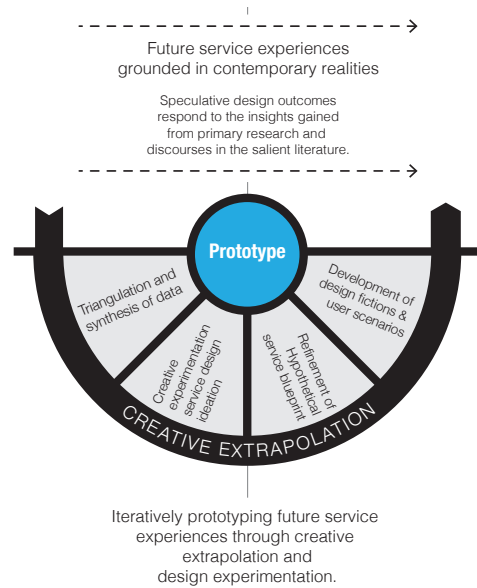 Future service experiences
grounded in contemporary realities
Speculative design outcomes
respond to the insights gained
from primary research and
discourses in the salient literature.
Prototype
Triangulation and
synthesis of data
Creative
experimentation
service design
ideation
Refinement of
Hypothetical
service blueprint
Development of
design fictions &
user scenarios
CREATIVE EXTRAPOLATION
Iteratively prototyping future service
experiences through creative
extrapolation and
design experimentation.